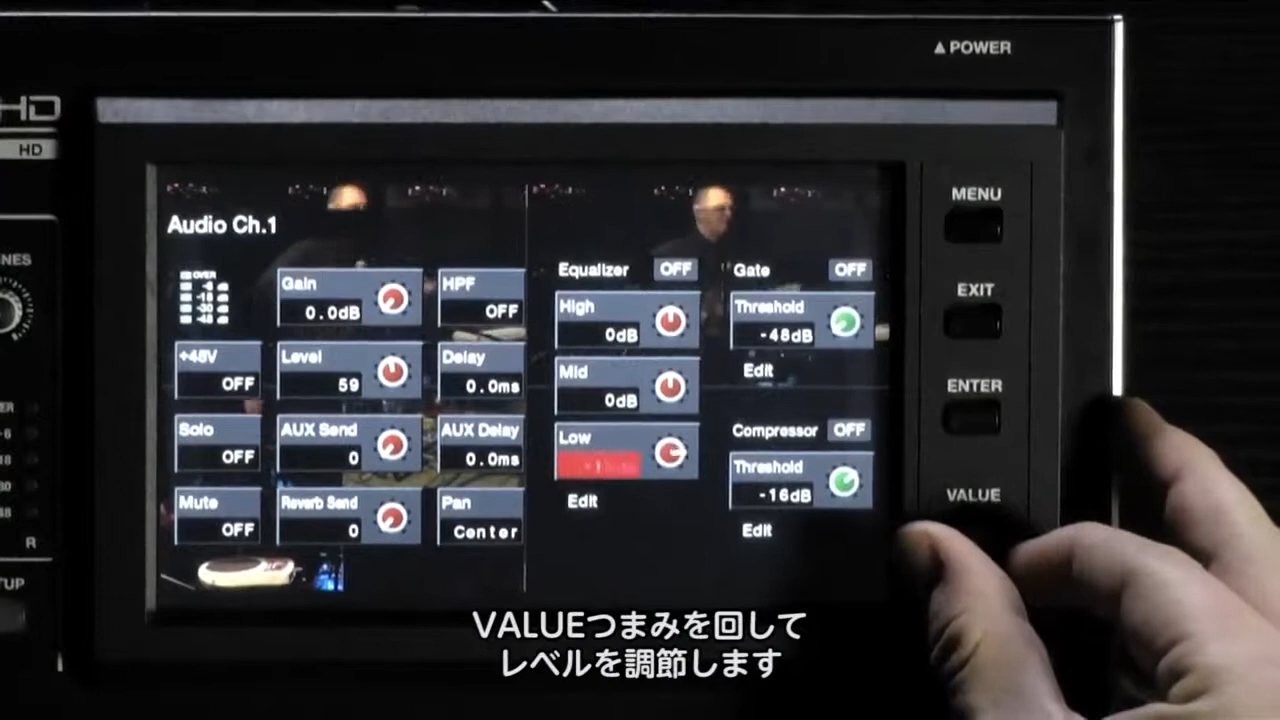 ▲POWER
HD
HD
MENU
EXIT
ENTER
VALUE
Audio Ch.1
OVER
Gain
0.0dB
HPF
OFF
+48V
OFF
Level
59
Delay
0.0ms
Solo
OFF
AUX Send
0
AUX Delay
0.0ms
Mute
OFF
Reverb Send
0
Pan
Center
Equalizer
OFF
High
0dB
Mid
0dB
Low
Edit
Gate
OFF
Threshold
-48dB
Edit
Compressor
OFF
Threshold
-16dB
Edit
R
VALUEつまみを回して
レベルを調節します